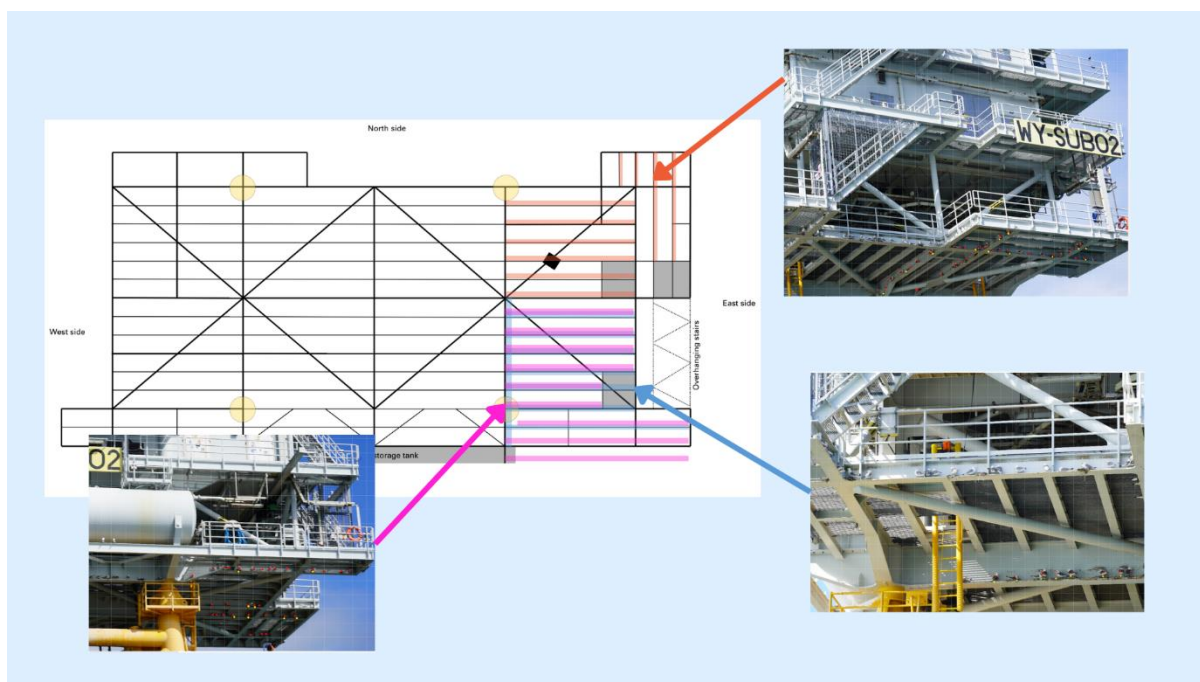 North side
WY-SUB02
West side
East side
Overhanging stairs
storage tank
02